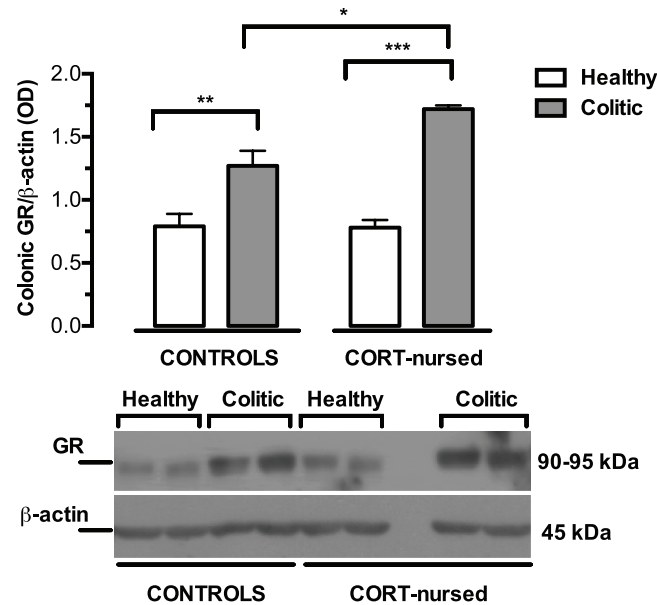 *
**
***
Healthy
Colitic
Colonic GR/β-actin (OD)
2.0
1.5
1.0
0.5
0.0
CONTROLS CORT-nursed
Healthy Colitic Healthy Colitic
GR 90-95 kDa
β-actin 45 kDa
CONTROLS CORT-nursed